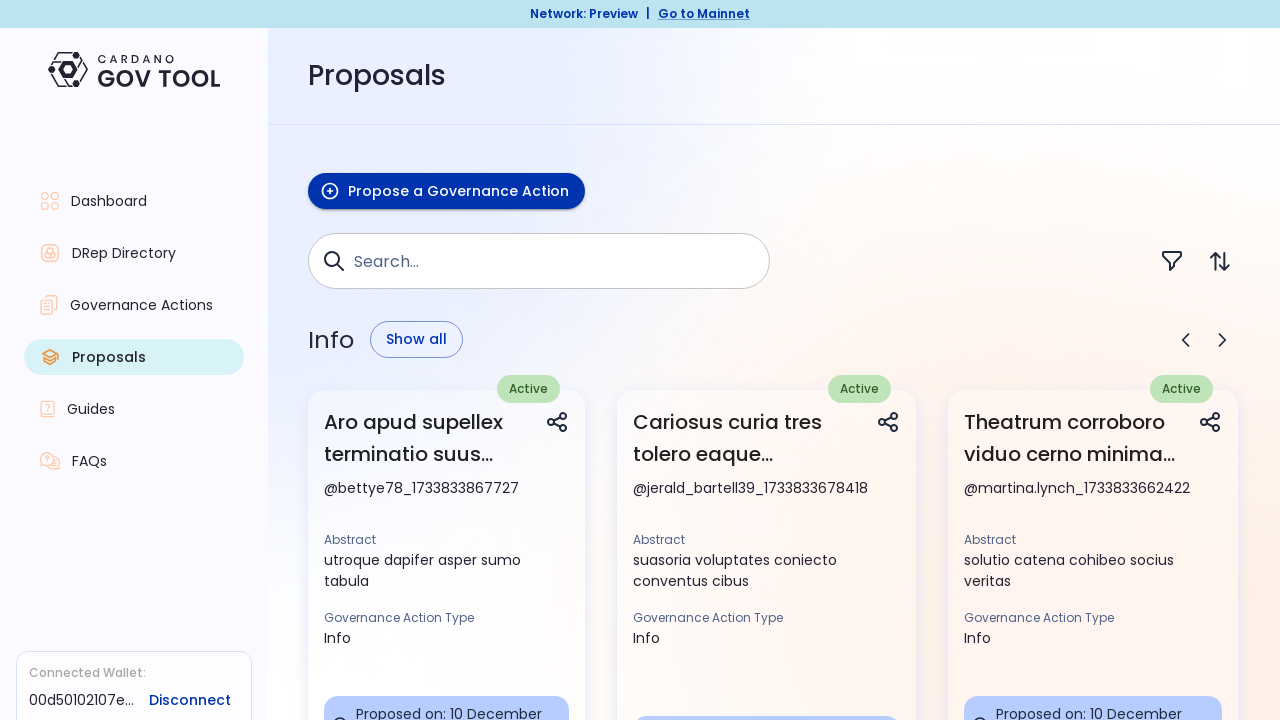 Network: Preview | Go to Mainnet
CARDANO
GOV TOOL
Proposals
Dashboard
DRep Directory
Governance Actions
Proposals
Guides
FAQs
Connected Wallet:
00d50102107e...
Disconnect
Propose a Governance Action
Search...
Info
Show all
Active
Aro apud supellex
terminatio suus...
@bettye78_1733833867727
Abstract
utroque dapifer asper sumo
tabula
Governance Action Type
Info
Proposed on: 10 December
Active
Cariosus curia tres
tolero eaque...
@jerald_bartell39_1733833678418
Abstract
suasoria voluptates coniecto
conventus cibus
Governance Action Type
Info
Active
Theatrum corroboro
viduo cerno minima...
@martina.lynch_1733833662422
Abstract
solutio catena cohibeo socius
veritas
Governance Action Type
Info
Proposed on: 10 December